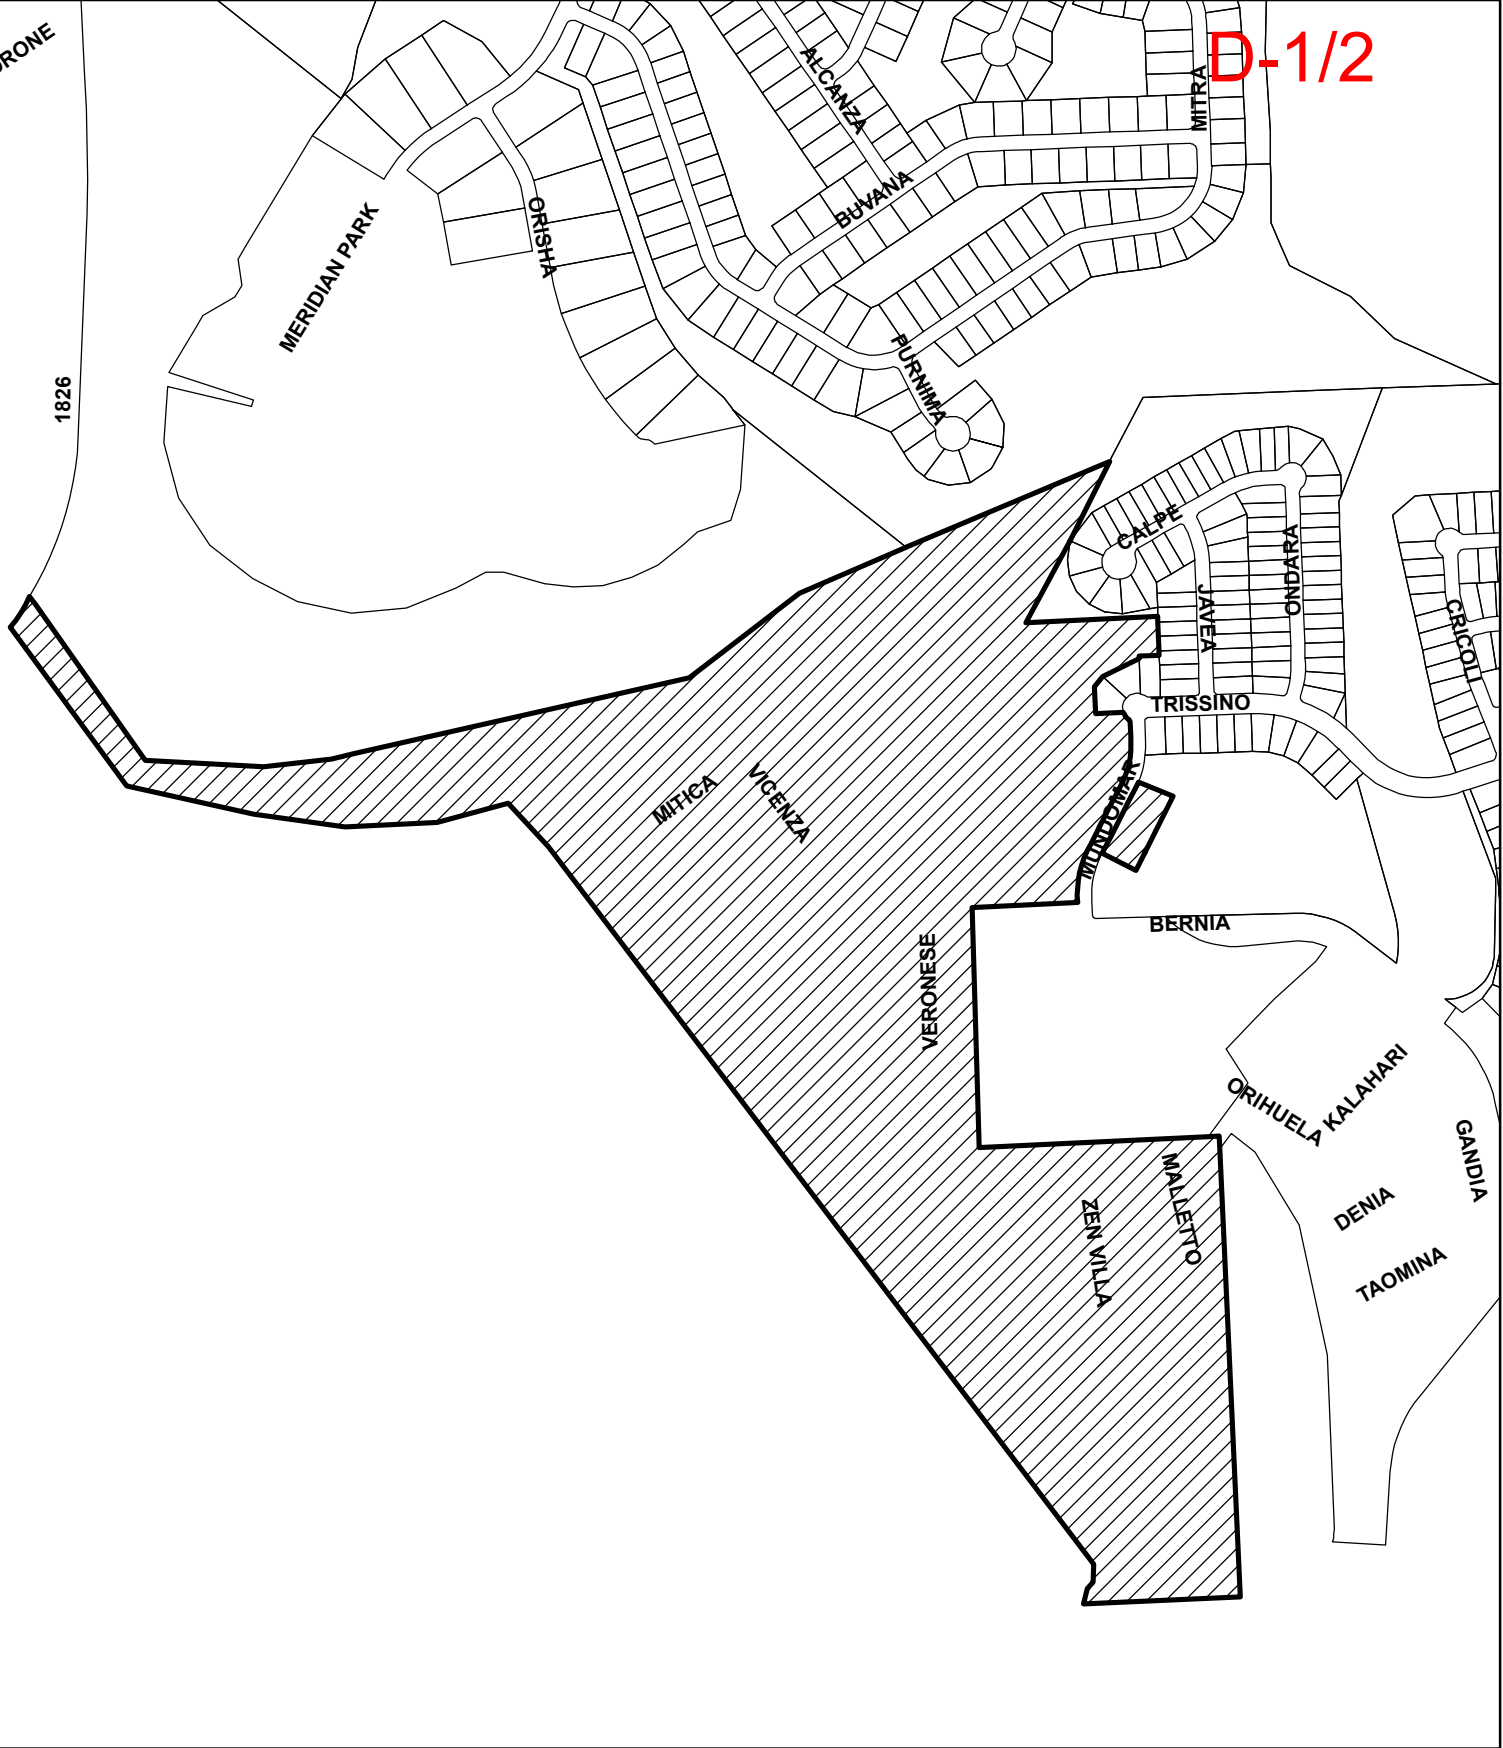 D-1/2
ALCANZA
MITRA
BUVANA
ORISHA
MERIDIAN PARK
1826
PURNIMA
CALPE
ONDARA
JAVEA
CRICOLI
TRISSINO
MITICA
VICENZA
MUNDOMAR
BERNIA
VERONESE
ORIHUELA
KALAHARI
GANDIA
MALLETTO
ZEN VILLA
DENIA
TAOMINA